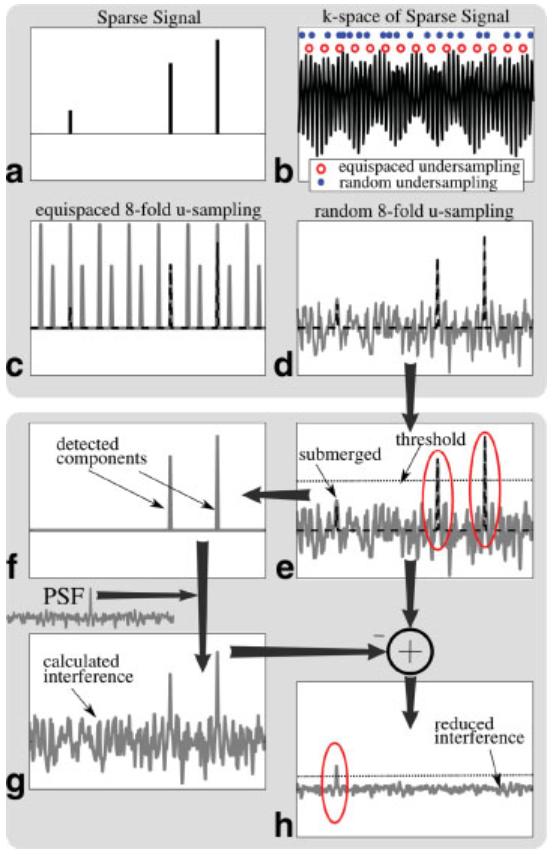 Sparse Signal
a
k-space of Sparse Signal
b
equispaced undersampling
random undersampling
equispaced 8-fold u-sampling
c
random 8-fold u-sampling
d
detected
components
f
submerged
threshold
e
PSF
calculated
interference
g
−
+
reduced
interference
h